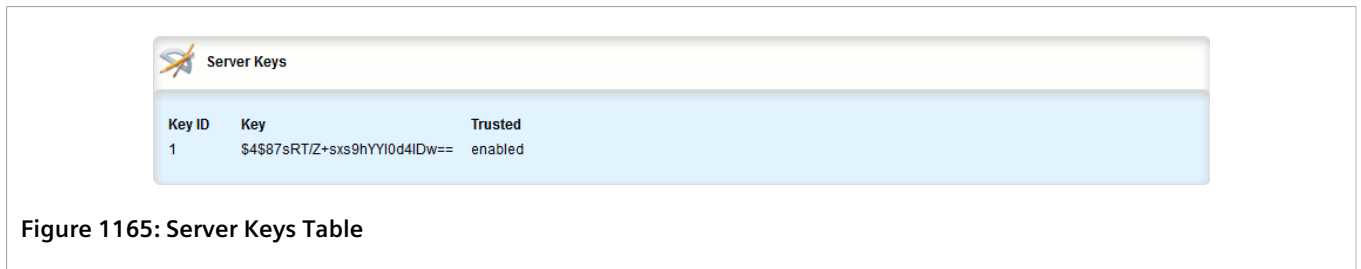 Server Keys
Key ID Key Trusted
1 $4$87sRT/Z+sxs9hYYI0d4IDw== enabled
Figure 1165: Server Keys Table